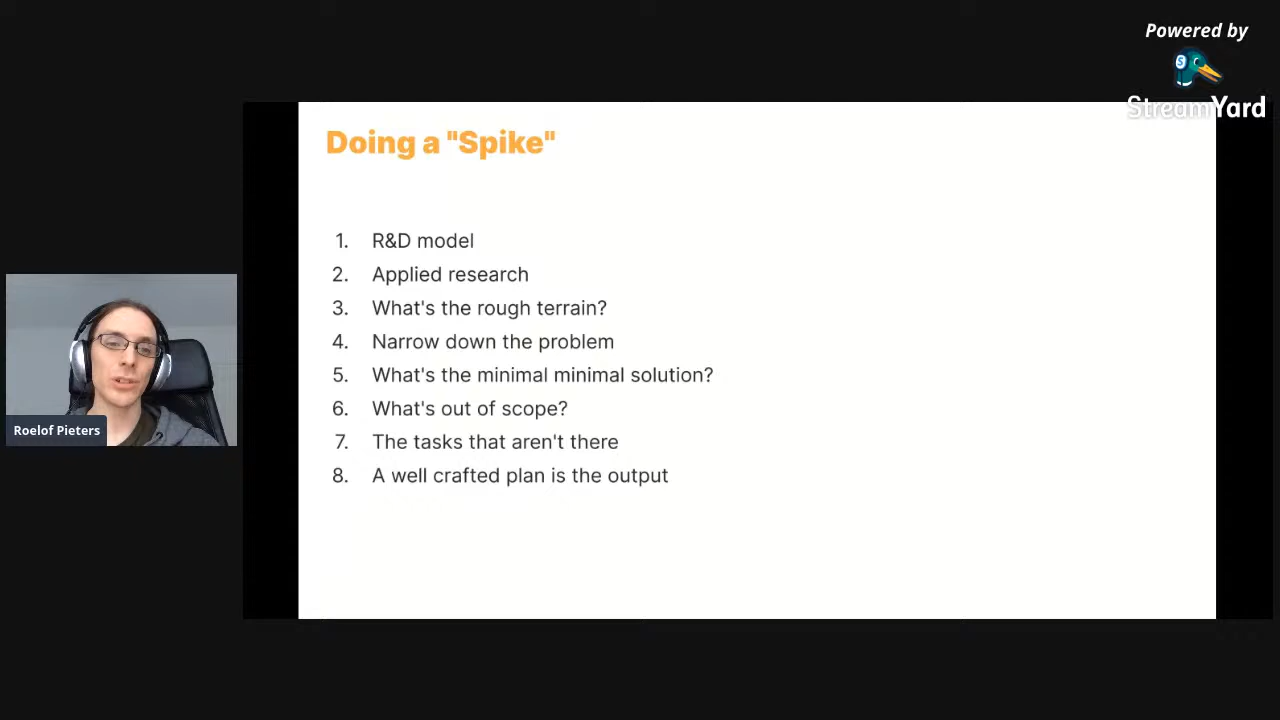 Powered by
StreamYard
Doing a "Spike"
1. R&D model
2. Applied research
3. What's the rough terrain?
4. Narrow down the problem
5. What's the minimal minimal solution?
6. What's out of scope?
7. The tasks that aren't there
8. A well crafted plan is the output
Roelof Pieters